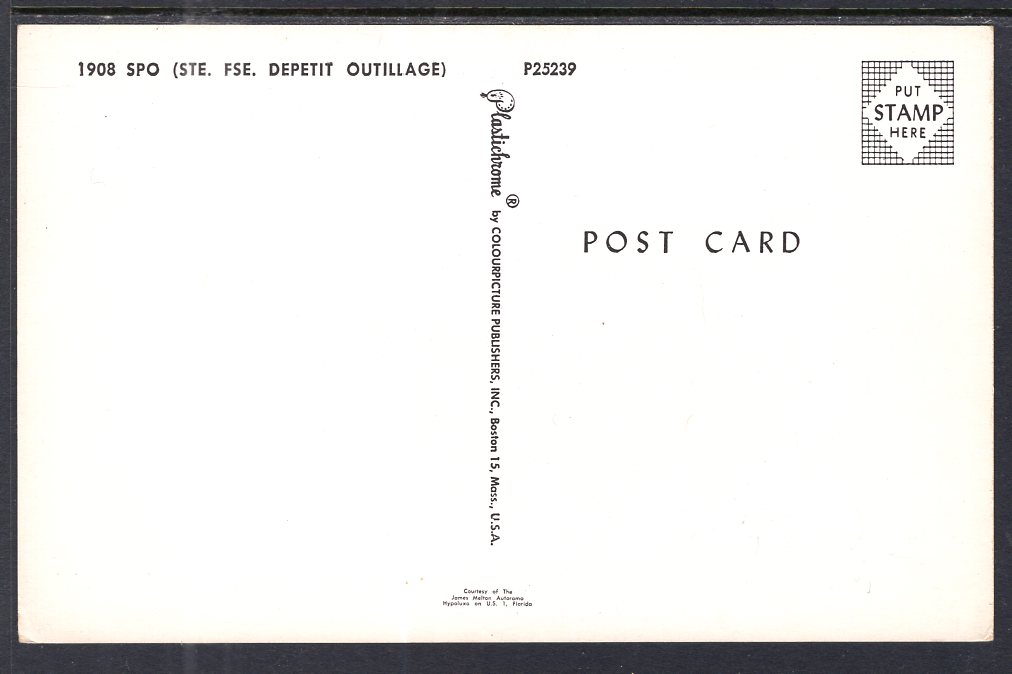 1908 SPO (STE. FSE. DEPETIT OUTILLAGE)
P25239
PUT
STAMP
HERE
Plastichrome ® by COLOURPICTURE PUBLISHERS, INC., Boston 15, Mass., U.S.A.
POST CARD
Courtesy of The
James Melton Autorama
Hypoluxo on U.S. 1, Florida